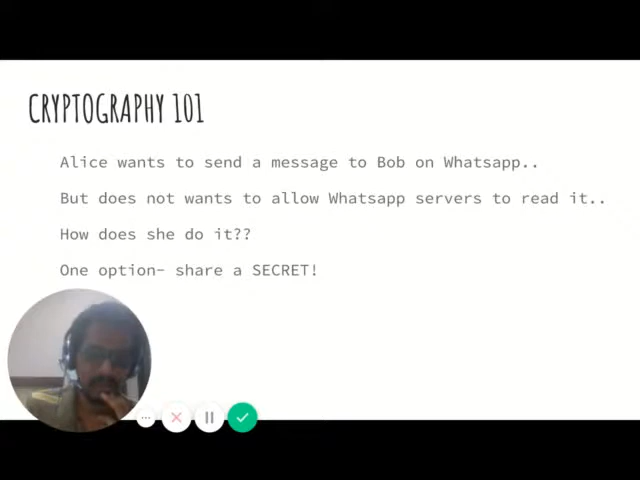 CRYPTOGRAPHY 101
Alice wants to send a message to Bob on Whatsapp..
But does not wants to allow Whatsapp servers to read it..
How does she do it??
One option- share a SECRET!